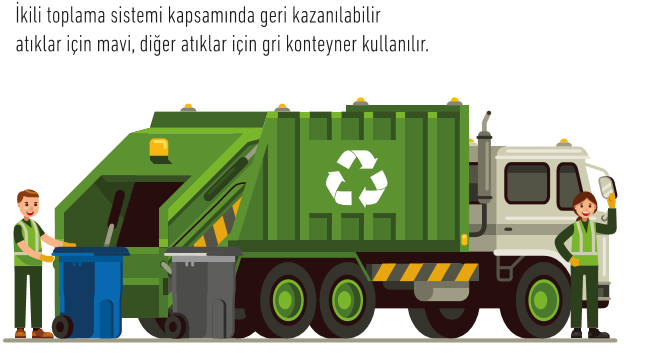 İkili toplama sistemi kapsamında geri kazanılabilir
atıklar için mavi, diğer atıklar için gri konteyner kullanılır.